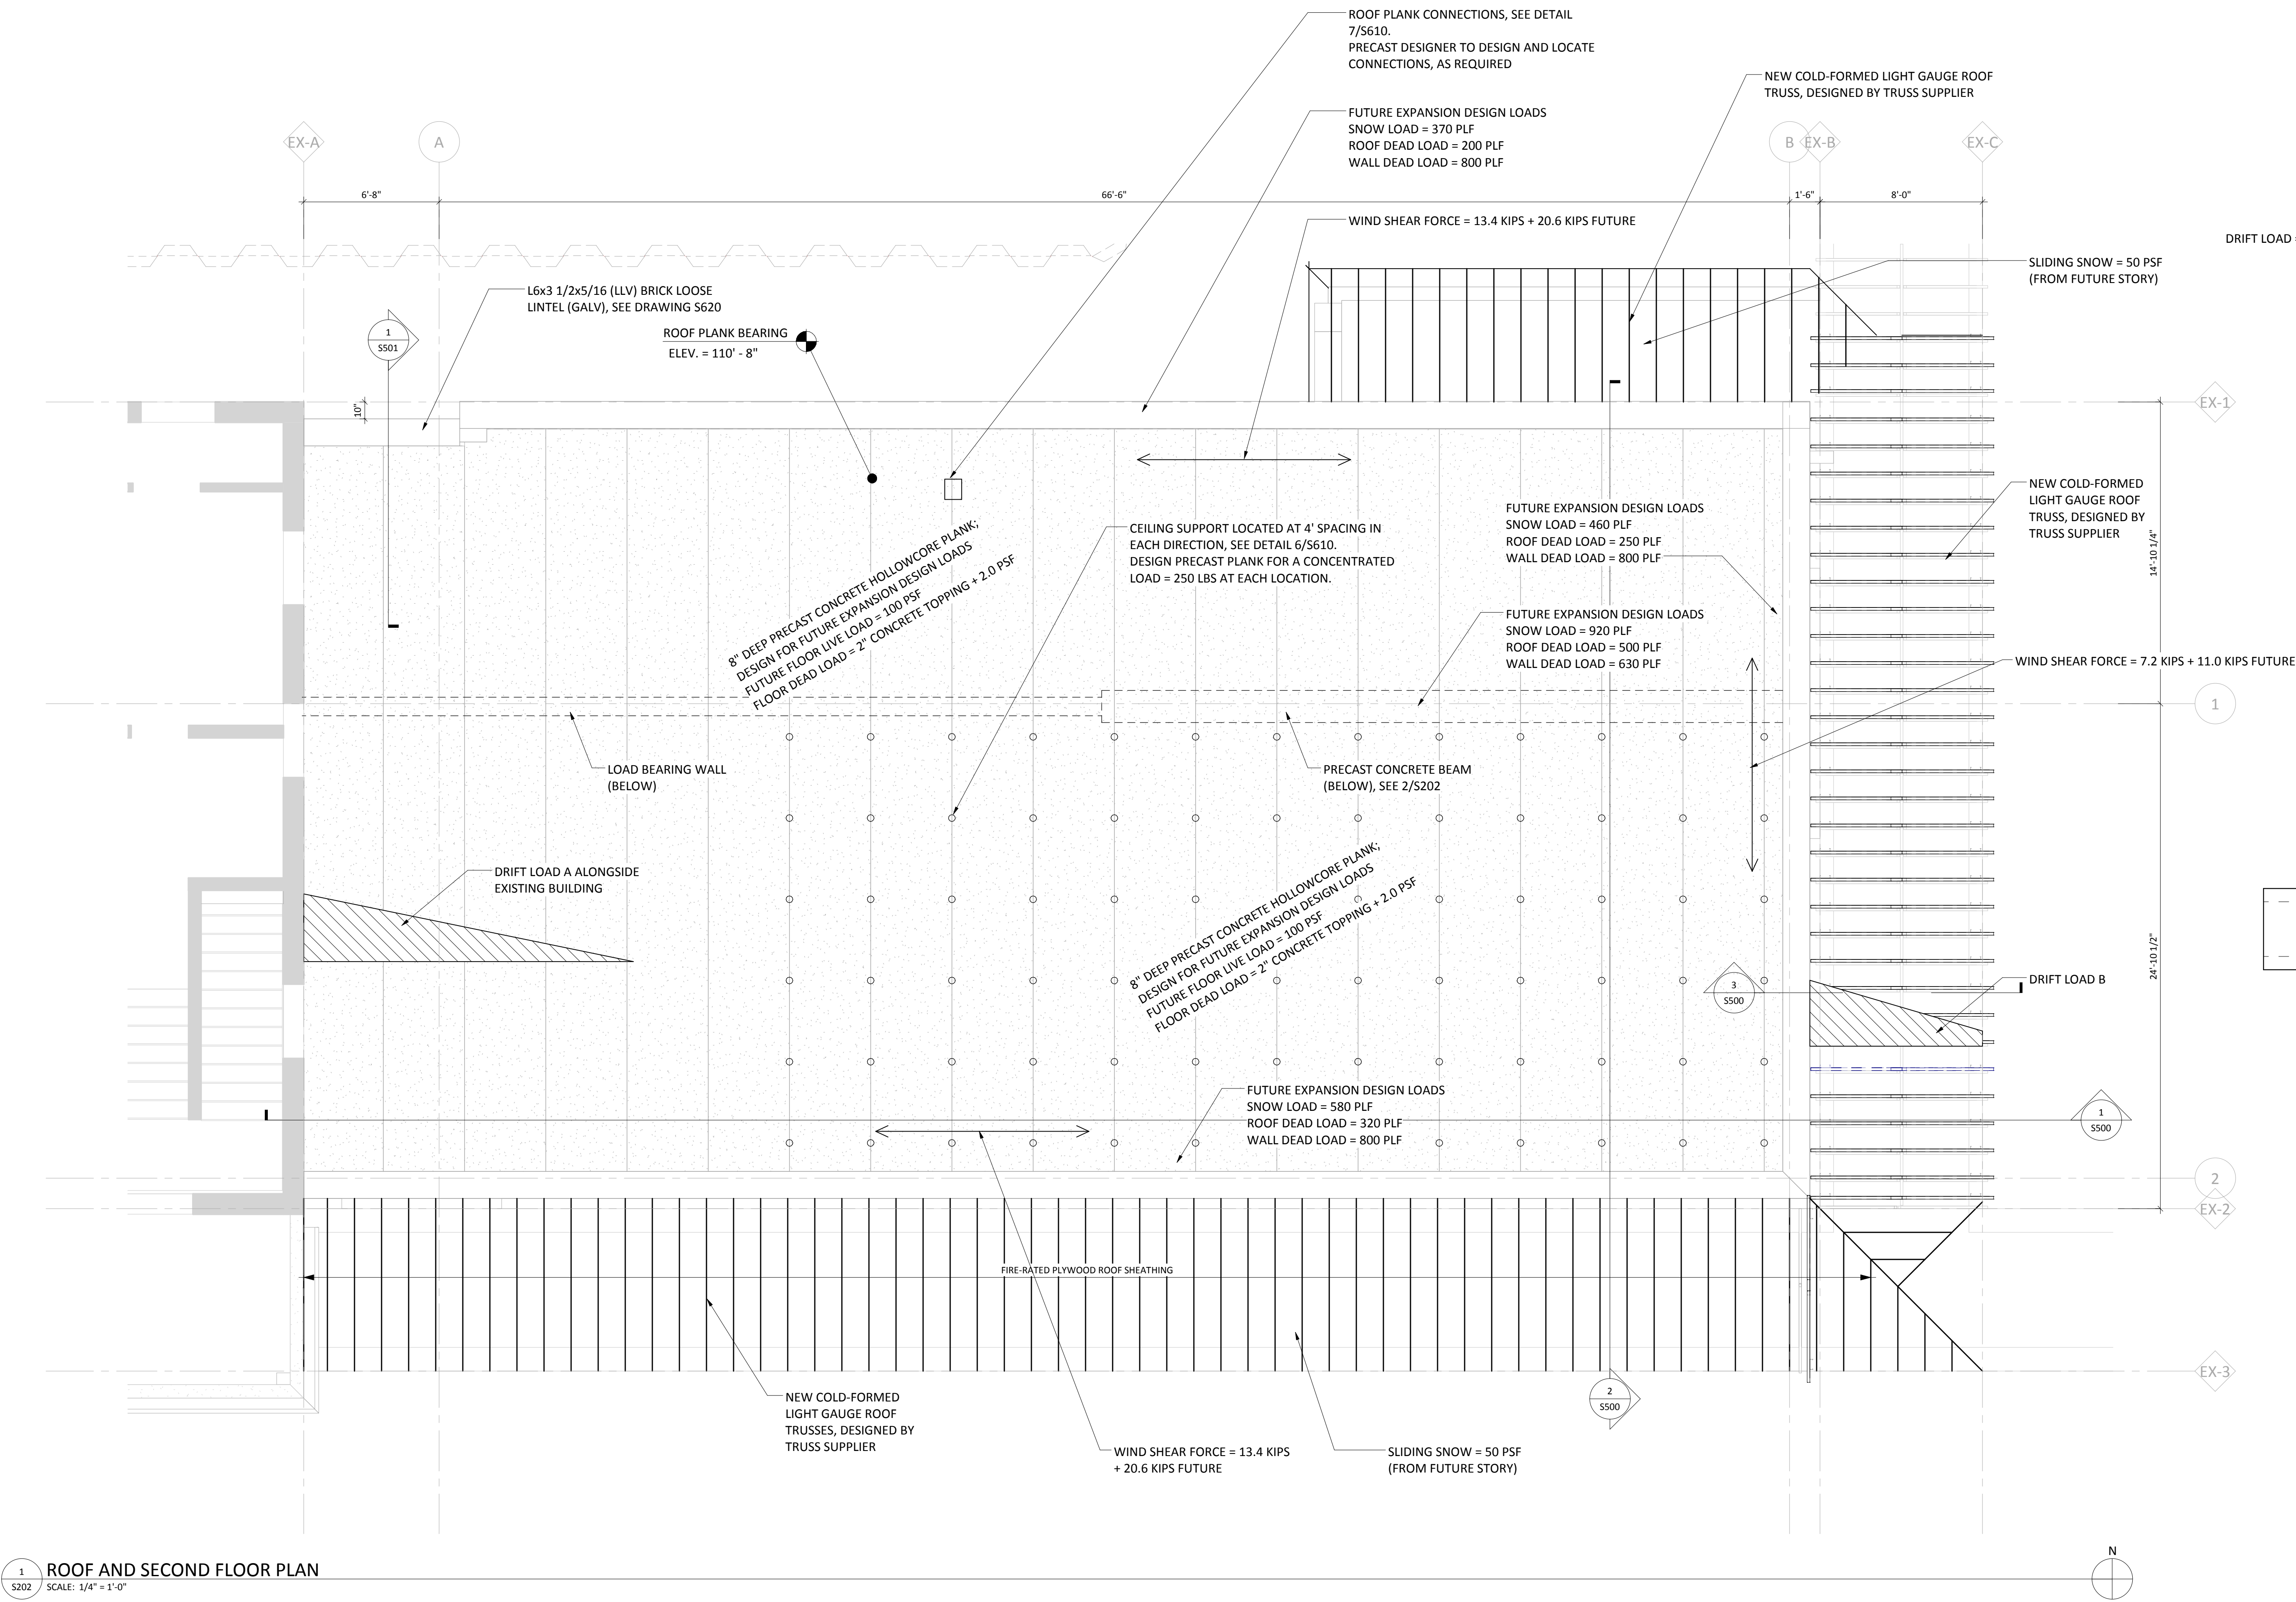 ROOF PLANK CONNECTIONS, SEE DETAIL
7/S610.
PRECAST DESIGNER TO DESIGN AND LOCATE
CONNECTIONS, AS REQUIRED
NEW COLD-FORMED LIGHT GAUGE ROOF
TRUSS, DESIGNED BY TRUSS SUPPLIER
FUTURE EXPANSION DESIGN LOADS
SNOW LOAD = 370 PLF
ROOF DEAD LOAD = 200 PLF
WALL DEAD LOAD = 800 PLF
EX-A
A
B
EX-B
EX-C
6'-8"
66'-6"
1'-6"
8'-0"
WIND SHEAR FORCE = 13.4 KIPS + 20.6 KIPS FUTURE
DRIFT LOAD =
SLIDING SNOW = 50 PSF
(FROM FUTURE STORY)
L6x3 1/2x5/16 (LLV) BRICK LOOSE
LINTEL (GALV), SEE DRAWING S620
1
S501
ROOF PLANK BEARING
ELEV. = 110' - 8"
10"
EX-1
NEW COLD-FORMED
LIGHT GAUGE ROOF
TRUSS, DESIGNED BY
TRUSS SUPPLIER
14'-10 1/4"
CEILING SUPPORT LOCATED AT 4' SPACING IN
EACH DIRECTION, SEE DETAIL 6/S610.
DESIGN PRECAST PLANK FOR A CONCENTRATED
LOAD = 250 LBS AT EACH LOCATION.
FUTURE EXPANSION DESIGN LOADS
SNOW LOAD = 460 PLF
ROOF DEAD LOAD = 250 PLF
WALL DEAD LOAD = 800 PLF
8" DEEP PRECAST CONCRETE HOLLOWCORE PLANK;
DESIGN FOR FUTURE EXPANSION DESIGN LOADS
FUTURE FLOOR LIVE LOAD = 100 PSF
FLOOR DEAD LOAD = 2" CONCRETE TOPPING + 2.0 PSF
FUTURE EXPANSION DESIGN LOADS
SNOW LOAD = 920 PLF
ROOF DEAD LOAD = 500 PLF
WALL DEAD LOAD = 630 PLF
WIND SHEAR FORCE = 7.2 KIPS + 11.0 KIPS FUTURE
1
LOAD BEARING WALL
(BELOW)
PRECAST CONCRETE BEAM
(BELOW), SEE 2/S202
DRIFT LOAD A ALONGSIDE
EXISTING BUILDING
8" DEEP PRECAST CONCRETE HOLLOWCORE PLANK;
DESIGN FOR FUTURE EXPANSION DESIGN LOADS
FUTURE FLOOR LIVE LOAD = 100 PSF
FLOOR DEAD LOAD = 2" CONCRETE TOPPING + 2.0 PSF
24'-10 1/2"
3
S500
DRIFT LOAD B
FUTURE EXPANSION DESIGN LOADS
SNOW LOAD = 580 PLF
ROOF DEAD LOAD = 320 PLF
WALL DEAD LOAD = 800 PLF
1
S500
2
EX-2
FIRE-RATED PLYWOOD ROOF SHEATHING
EX-3
NEW COLD-FORMED
LIGHT GAUGE ROOF
TRUSSES, DESIGNED BY
TRUSS SUPPLIER
2
S500
WIND SHEAR FORCE = 13.4 KIPS
+ 20.6 KIPS FUTURE
SLIDING SNOW = 50 PSF
(FROM FUTURE STORY)
N
1
S202
ROOF AND SECOND FLOOR PLAN
SCALE: 1/4" = 1'-0"